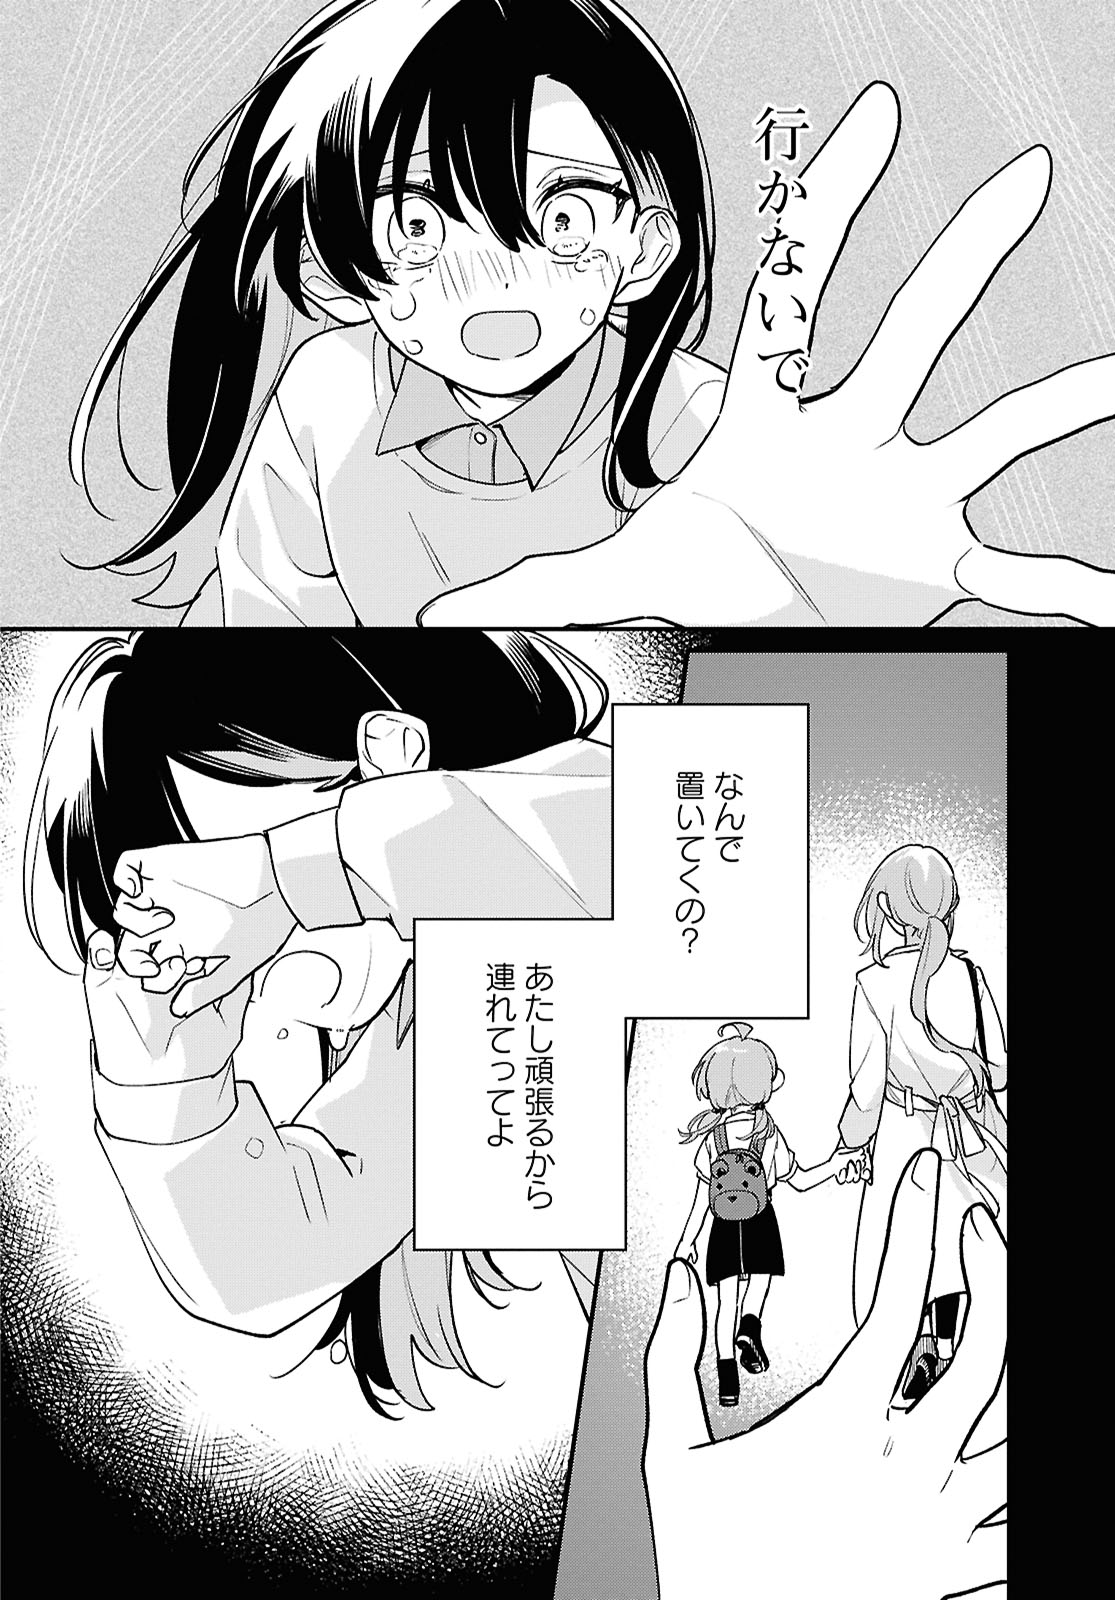 行かないで
なんで
置いてくの?
あたし頑張るから
連れてってよ